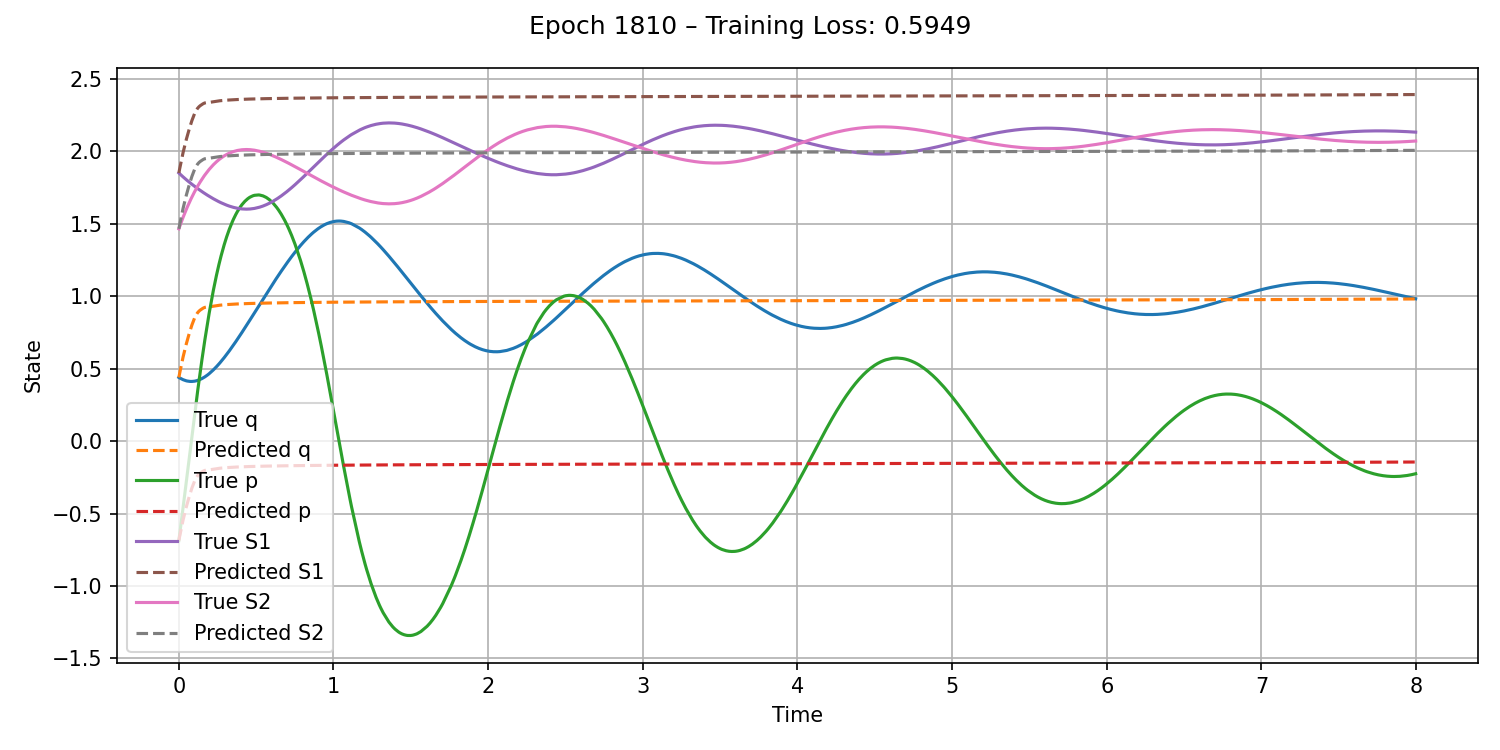 Epoch 1810 – Training Loss: 0.5949
2.5
2.0
1.5
1.0
0.5
0.0
−0.5
−1.0
−1.5
State
True q
Predicted q
True p
Predicted p
True S1
Predicted S1
True S2
Predicted S2
0 1 2 3 4 5 6 7 8
Time